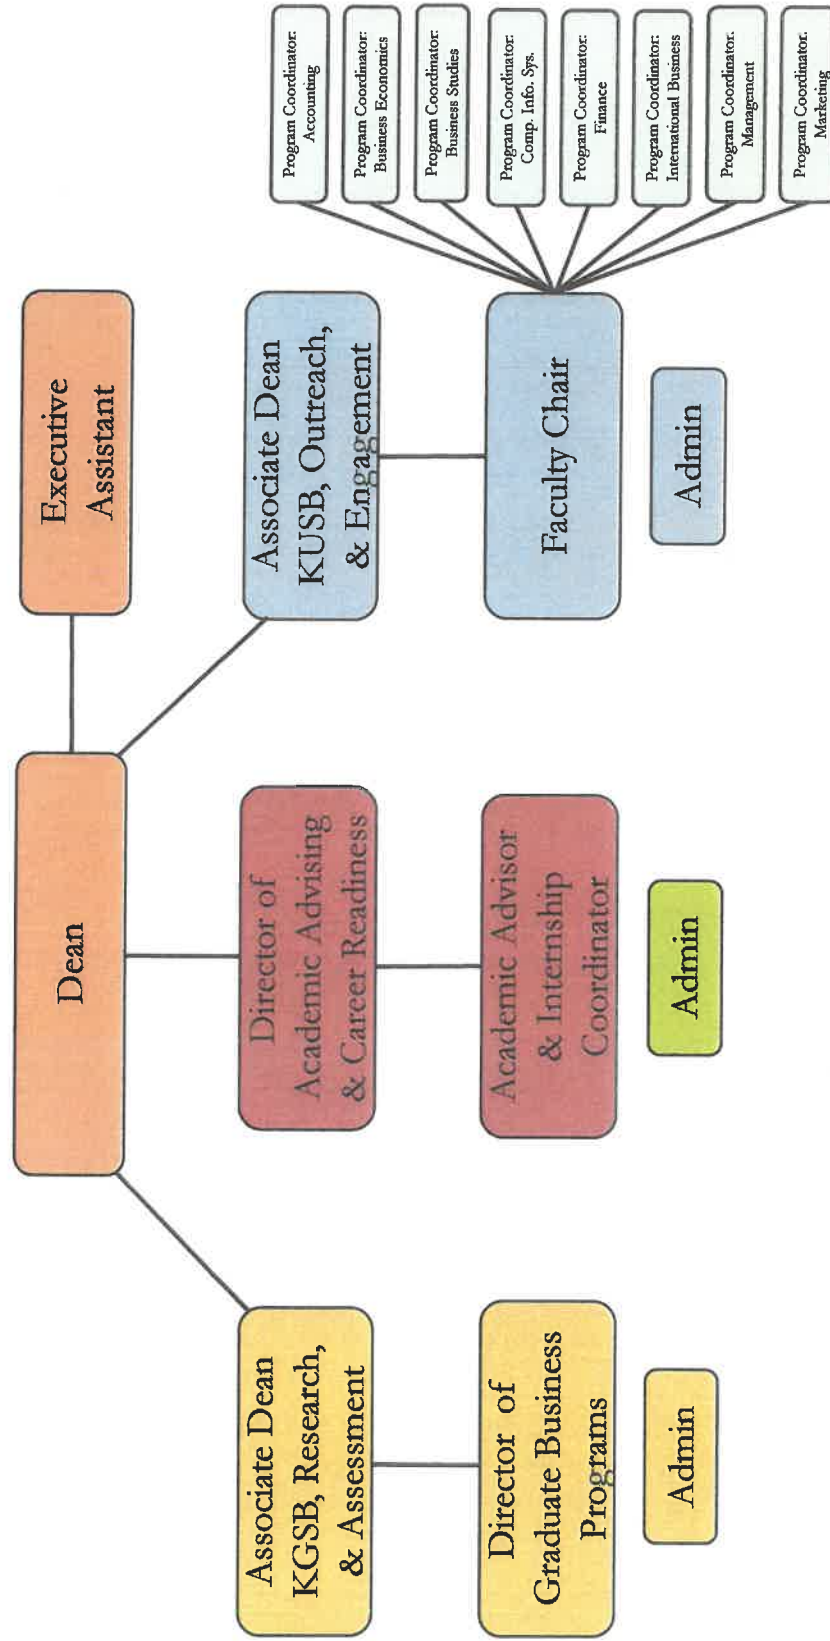 Dean
Executive
Assistant
Associate Dean
KGSB, Research,
& Assessment
Director of
Academic Advising
& Career Readiness
Associate Dean
KUSB, Outreach,
& Engagement
Director of
Graduate Business
Programs
Academic Advisor
& Internship
Coordinator
Faculty Chair
Admin
Admin
Admin
Program Coordinator:
Accounting
Program Coordinator:
Business Economics
Program Coordinator:
Business Studies
Program Coordinator:
Comp. Info. Sys.
Program Coordinator:
Finance
Program Coordinator:
International Business
Program Coordinator:
Management
Program Coordinator:
Marketing